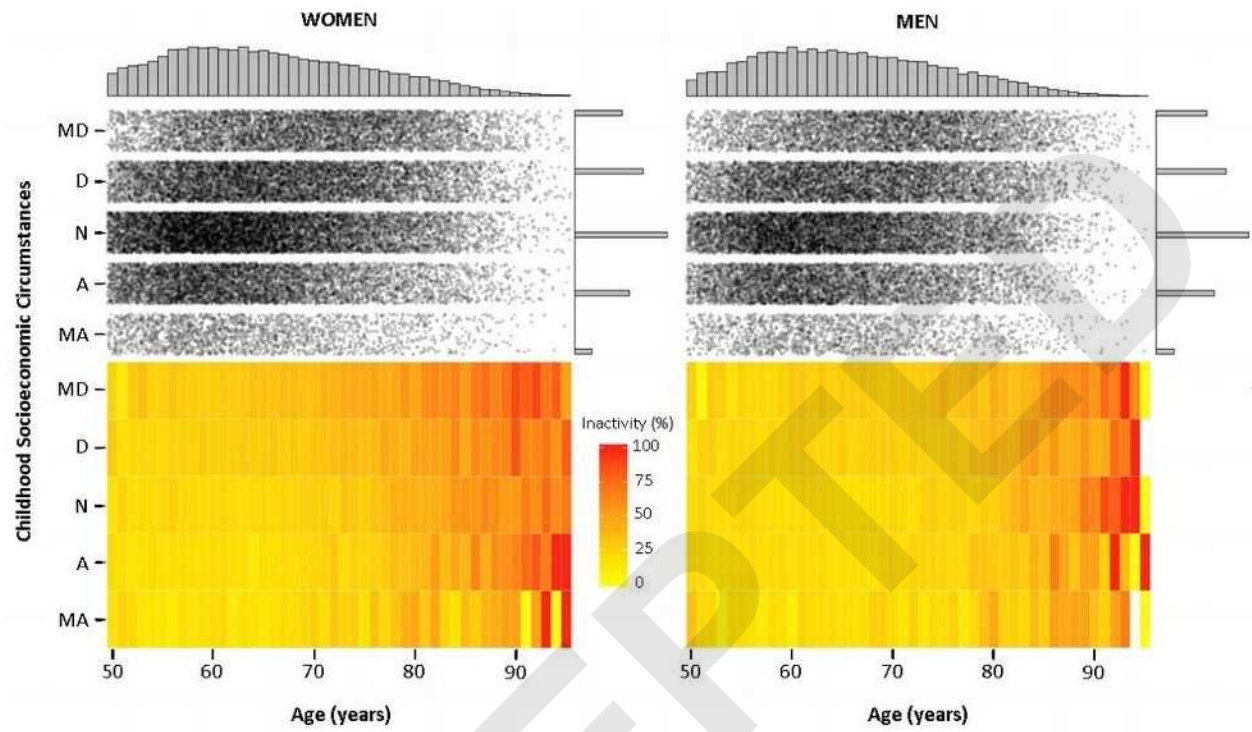 WOMEN
MEN
Childhood Socioeconomic Circumstances
MD
D
N
A
MA
MD
D
N
A
MA
Inactivity (%)
100
75
50
25
0
50 60 70 80 90
50 60 70 80 90
Age (years)
Age (years)
EPTED